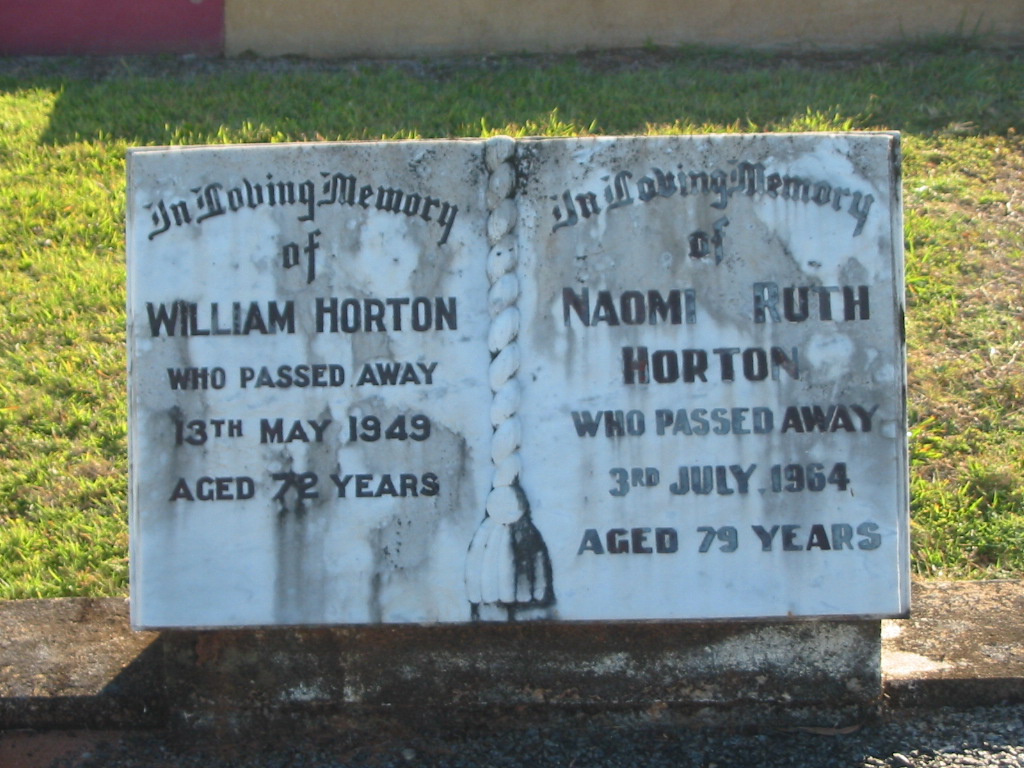 In Loving Memory
of
WILLIAM HORTON
WHO PASSED AWAY
13TH MAY 1949
AGED 72 YEARS
In Loving Memory
of
NAOMI RUTH
HORTON
WHO PASSED AWAY
3RD JULY, 1964
AGED 79 YEARS